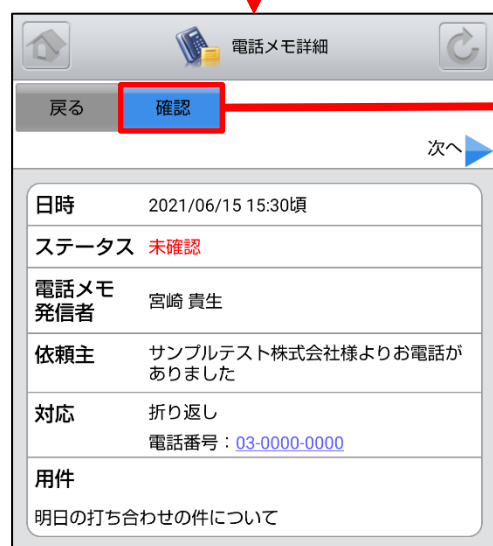 電話メモ詳細
戻る 確認
次へ
日時 2021/06/15 15:30頃
ステータス 未確認
電話メモ
発信者 宮崎 貴生
依頼主 サンプルテスト株式会社様よりお電話が
ありました
対応 折り返し
電話番号：03-0000-0000
用件
明日の打ち合わせの件について